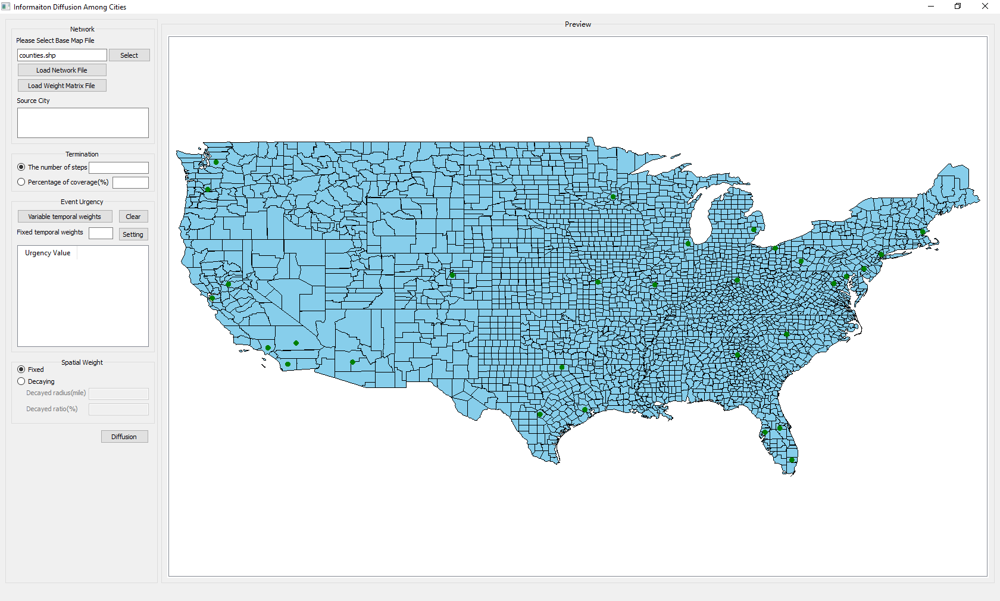 Informaiton Diffusion Among Cities
Network
Please Select Base Map File
counties.shp
Select
Load Network File
Load Weight Matrix File
Source City
Termination
The number of steps
Percentage of coverage(%)
Event Urgency
Variable temporal weights
Clear
Fixed temporal weights
Setting
Urgency Value
Spatial Weight
Fixed
Decaying
Decayed radius(mile)
Decayed ratio(%)
Diffusion
Preview